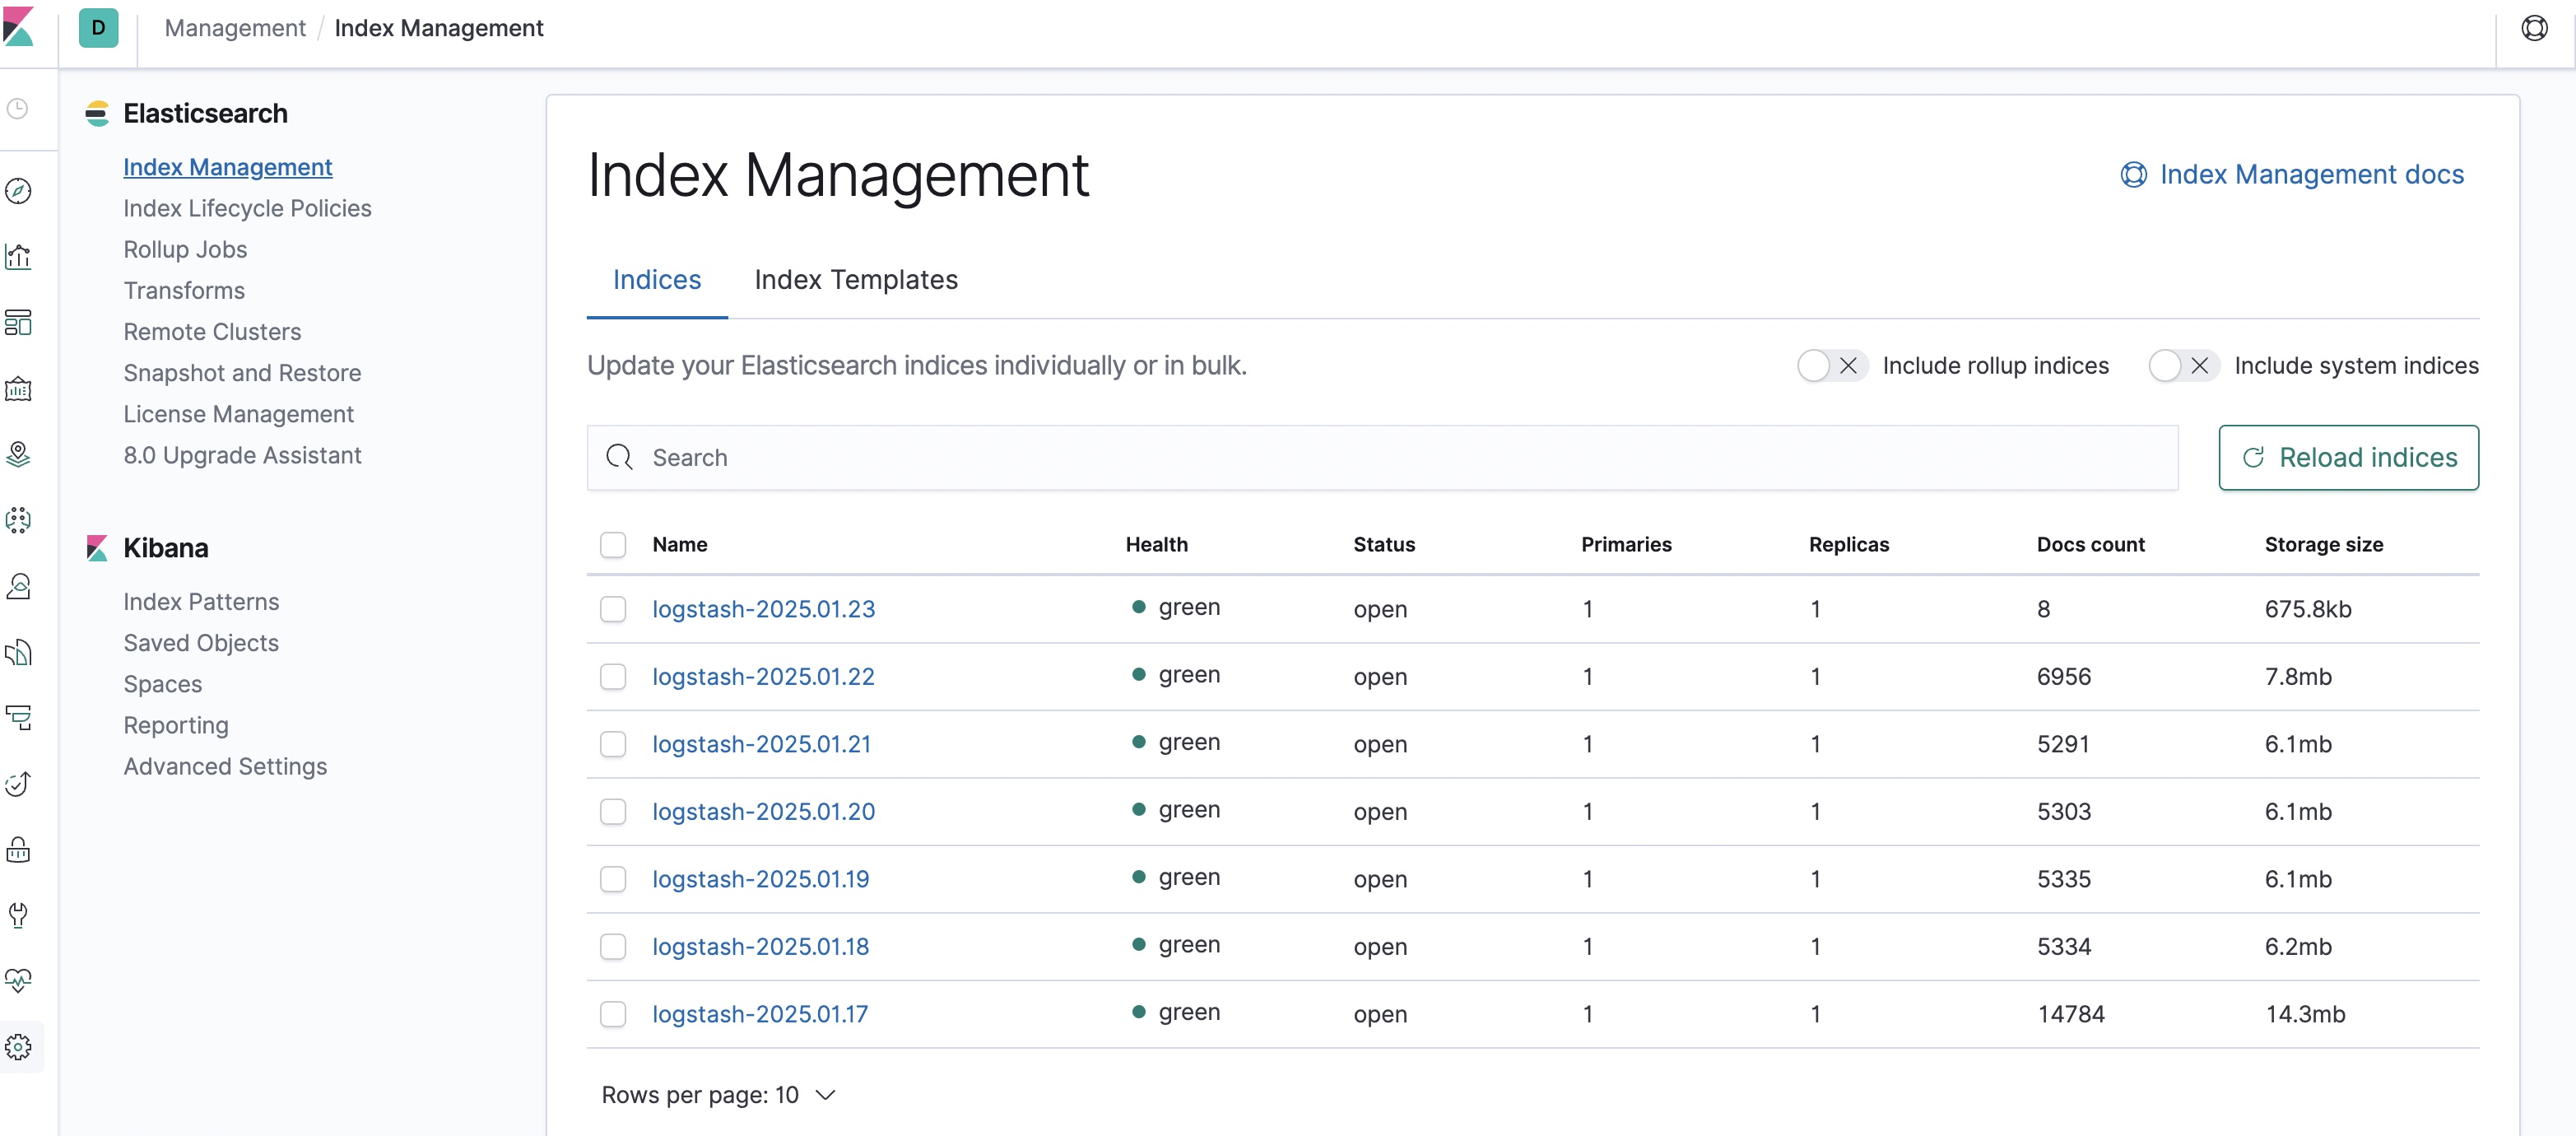 D Management / Index Management
Elasticsearch
Index Management
Index Lifecycle Policies
Rollup Jobs
Transforms
Remote Clusters
Snapshot and Restore
License Management
8.0 Upgrade Assistant
Kibana
Index Patterns
Saved Objects
Spaces
Reporting
Advanced Settings
Index Management
Index Management docs
Indices Index Templates
Update your Elasticsearch indices individually or in bulk. Include rollup indices Include system indices
Search Reload indices
Name Health Status Primaries Replicas Docs count Storage size
logstash-2025.01.23 green open 1 1 8 675.8kb
logstash-2025.01.22 green open 1 1 6956 7.8mb
logstash-2025.01.21 green open 1 1 5291 6.1mb
logstash-2025.01.20 green open 1 1 5303 6.1mb
logstash-2025.01.19 green open 1 1 5335 6.1mb
logstash-2025.01.18 green open 1 1 5334 6.2mb
logstash-2025.01.17 green open 1 1 14784 14.3mb
Rows per page: 10